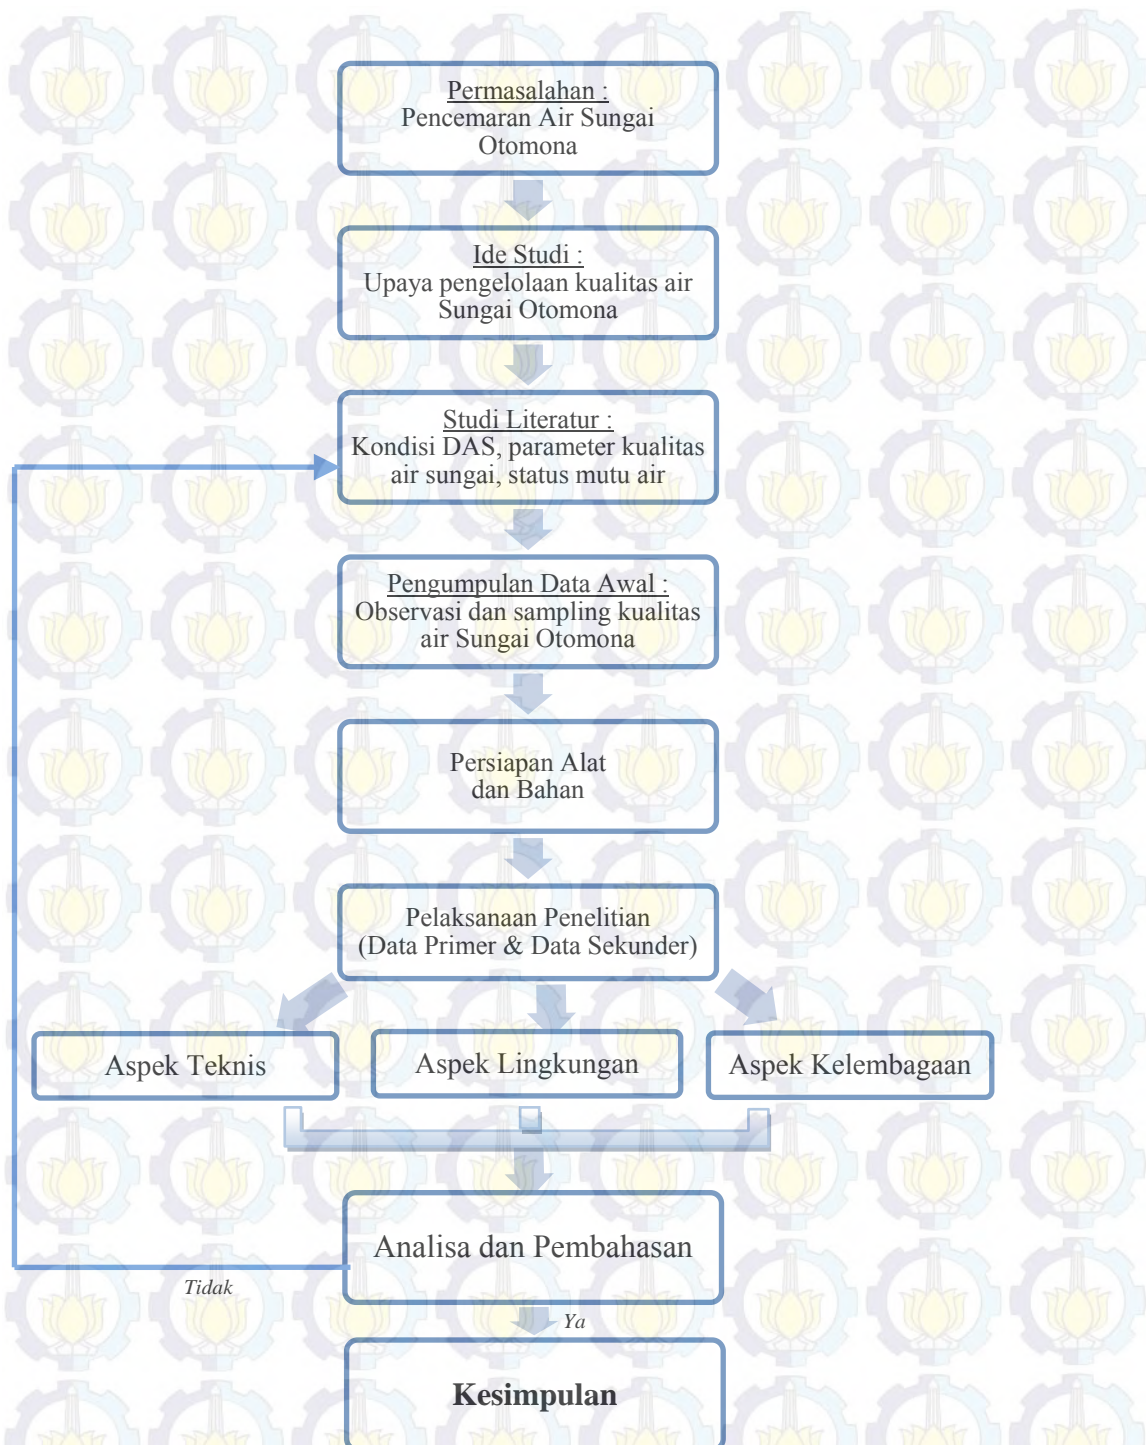 Permasalahan :
Pencemaran Air Sungai
Otomona
Ide Studi :
Upaya pengelolaan kualitas air
Sungai Otomona
Studi Literatur :
Kondisi DAS, parameter kualitas
air sungai, status mutu air
Pengumpulan Data Awal :
Observasi dan sampling kualitas
air Sungai Otomona
Persiapan Alat
dan Bahan
Pelaksanaan Penelitian
(Data Primer & Data Sekunder)
Aspek Teknis
Aspek Lingkungan
Aspek Kelembagaan
Analisa dan Pembahasan
Tidak
Ya
Kesimpulan